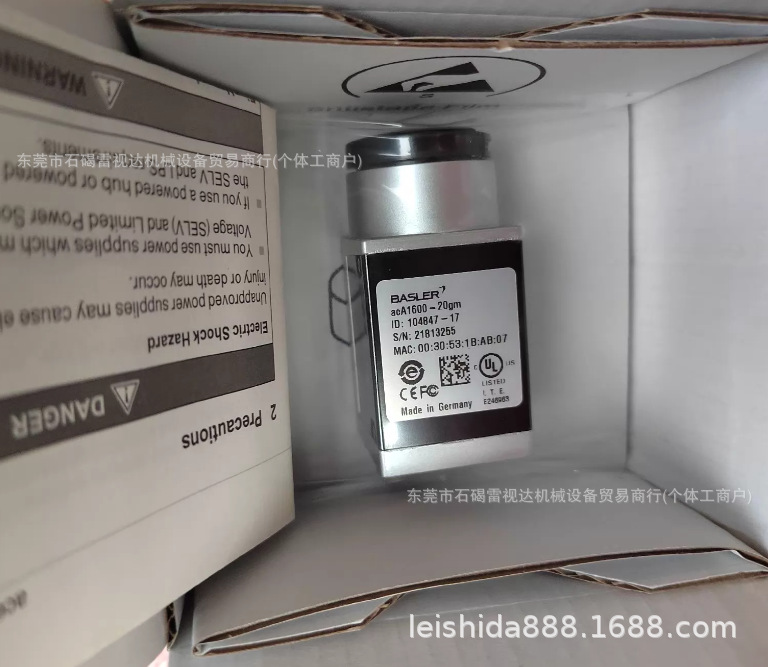 WARNING
the SELV and LPS requirements.
If you use a powered hub or powered
Voltage (SELV) and Limited Power
You must use power supplies which
injury or death may occur.
Unapproved power supplies may cause
Electric Shock Hazard
DANGER
2 Precautions
东莞市石碣雷视达机械设备贸易商行(个体工商户)
BASLER
acA1600-20gm
ID: 104847-17
S/N: 21813255
MAC: 00:30:53:1B:AB:07
C UL US
LISTED
I. T. E.
E246963
CE FC
Made in Germany
东莞市石碣雷视达机械设备贸易商行(个体工商户)
leishida888.1688.com